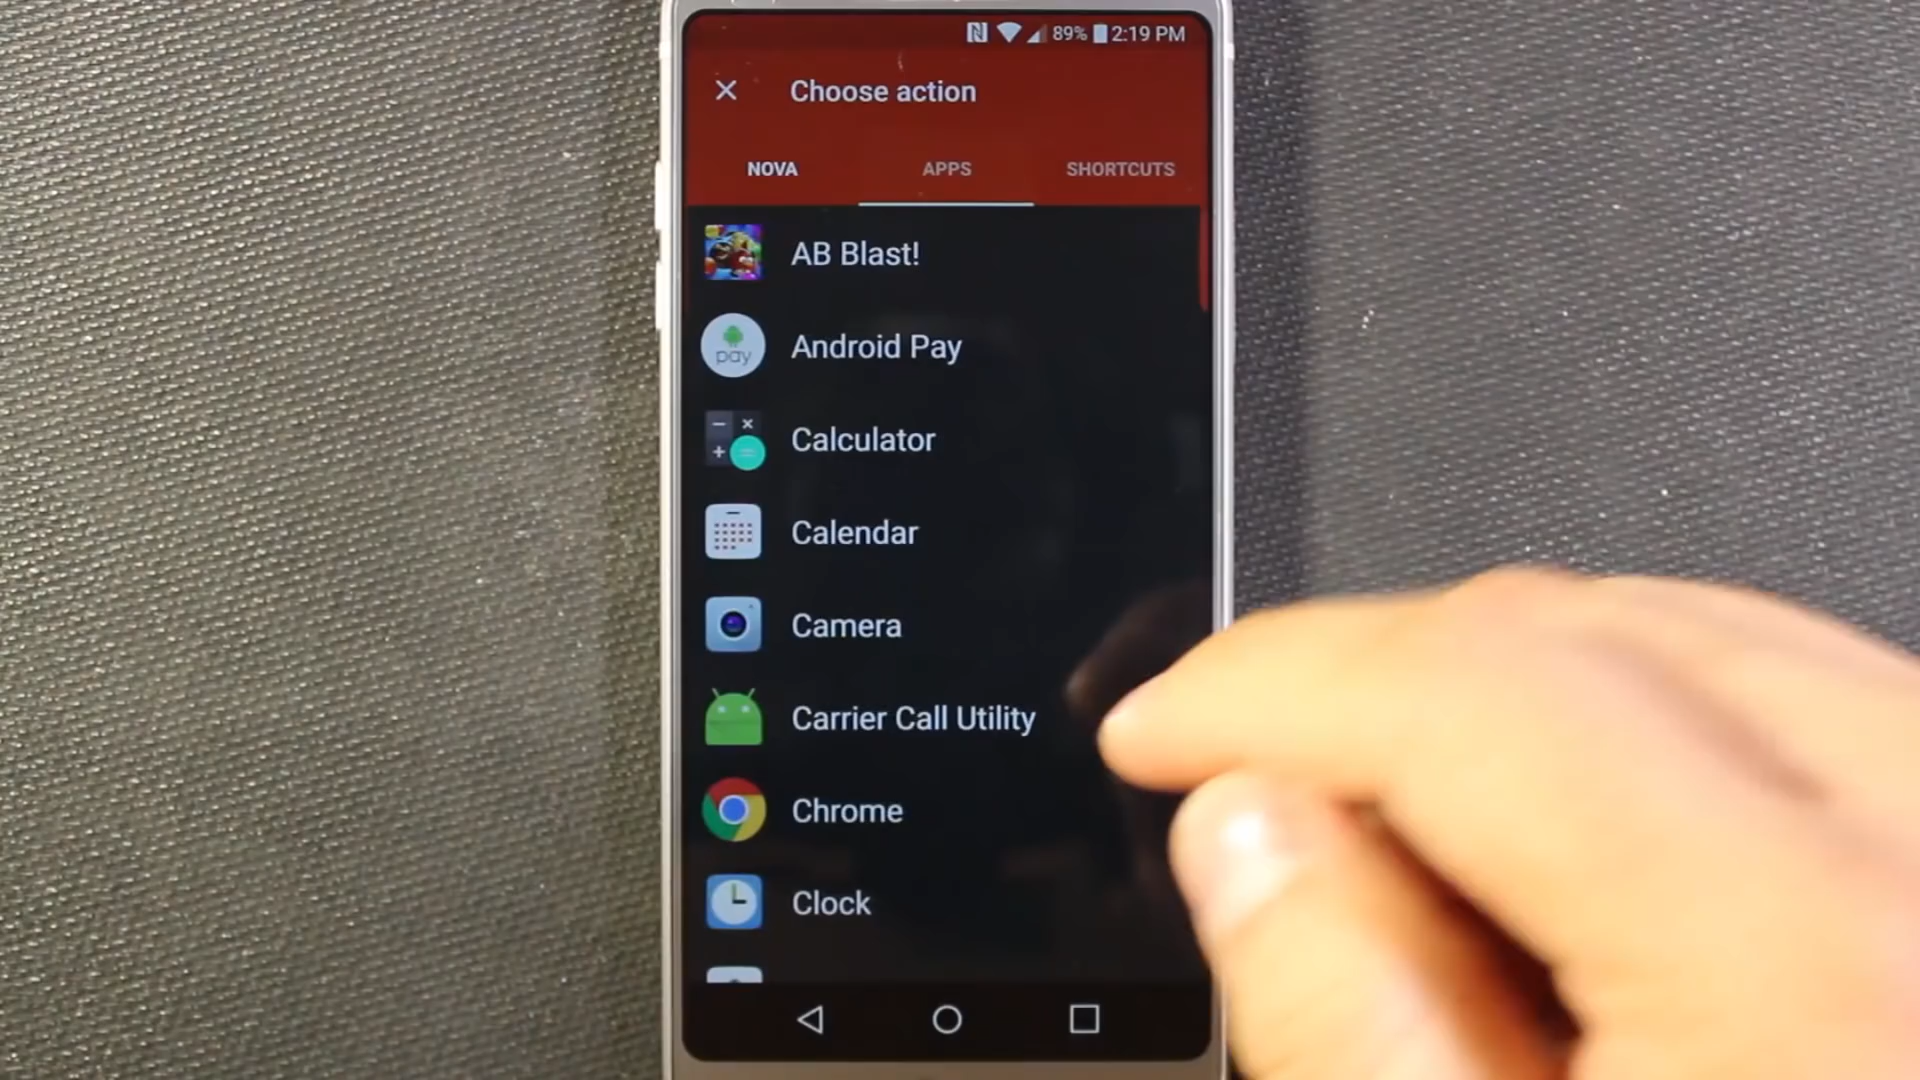 89% 2:19 PM
Choose action
NOVA APPS SHORTCUTS
AB Blast!
pay
Android Pay
Calculator
Calendar
Camera
Carrier Call Utility
Chrome
Clock